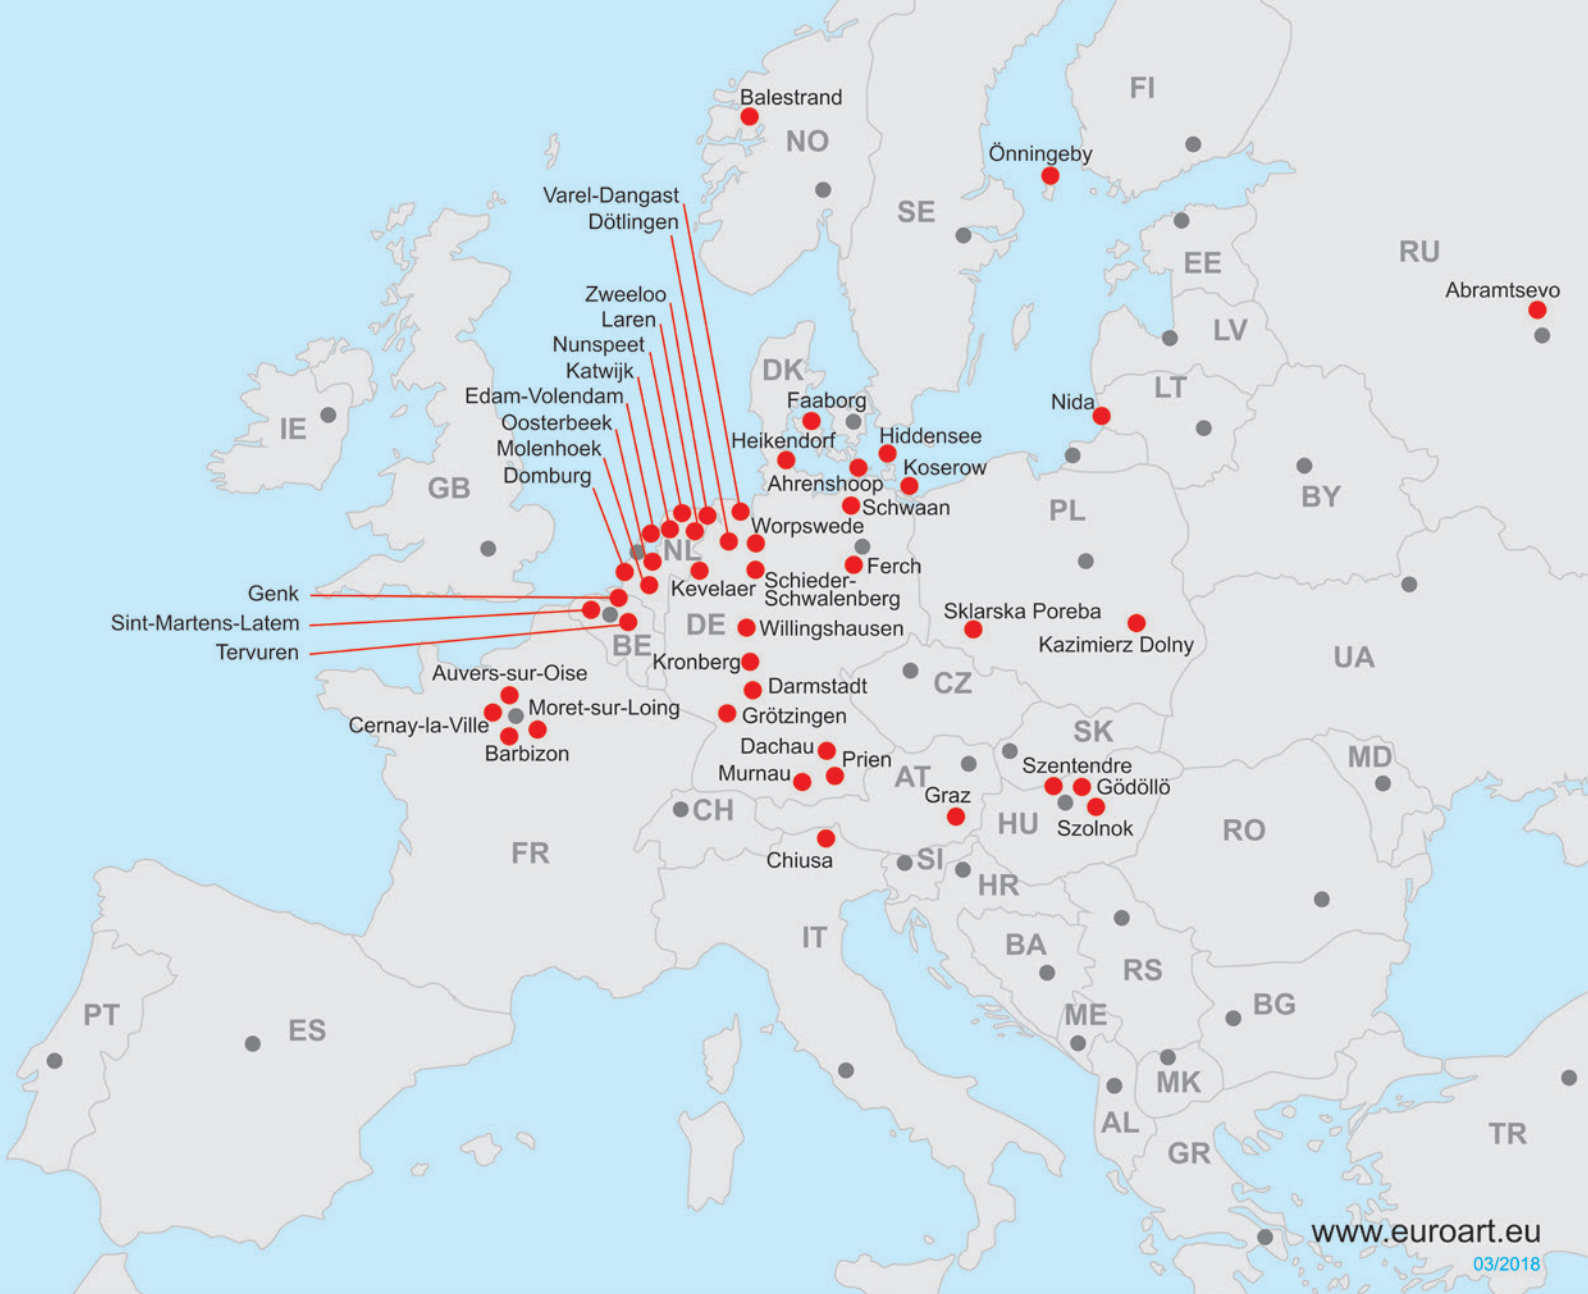 FI
Balestrand
NO
Önningeby
Varel-Dangast
Dötlingen
SE
RU
EE
Abramtsevo
Zweeloo
Laren
LV
Nunspeet
Katwijk
DK
LT
Edam-Volendam
Faaborg
Nida
Oosterbeek
IE
Heikendorf
Hiddensee
Molenhoek
Koserow
Domburg
Ahrenshoop
GB
BY
Schwaan
PL
Worpswede
NL
Ferch
Kevelaer
Schieder-
Schwalenberg
Genk
Sklarska Poreba
Sint-Martens-Latem
DE
Willingshausen
Kazimierz Dolny
Tervuren
BE
Kronberg
UA
Auvers-sur-Oise
Darmstadt
CZ
Moret-sur-Loing
Grötzingen
Cernay-la-Ville
SK
Barbizon
Dachau
Prien
MD
Murnau
AT
Szentendre
Gödöllö
Graz
CH
HU
Szolnok
RO
FR
Chiusa
SI
HR
IT
BA
RS
BG
PT
ME
ES
MK
AL
TR
GR
www.euroart.eu
03/2018